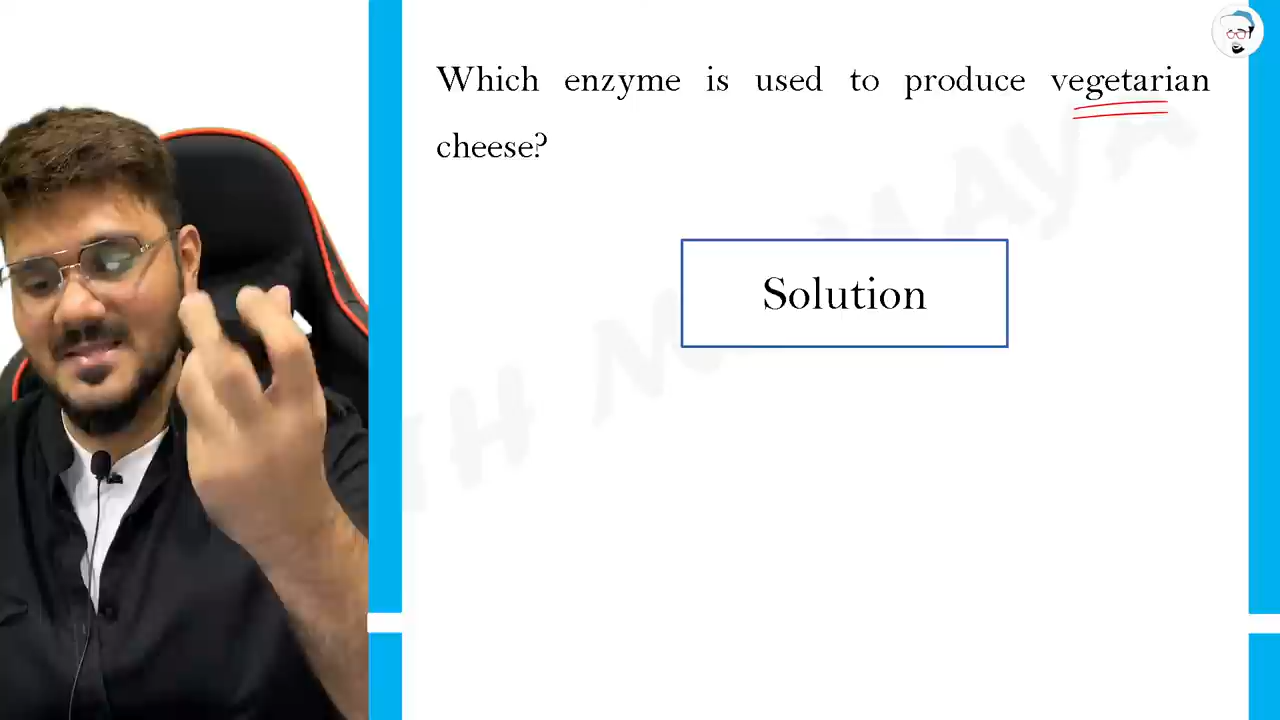 Which enzyme is used to produce vegetarian
cheese?
Solution